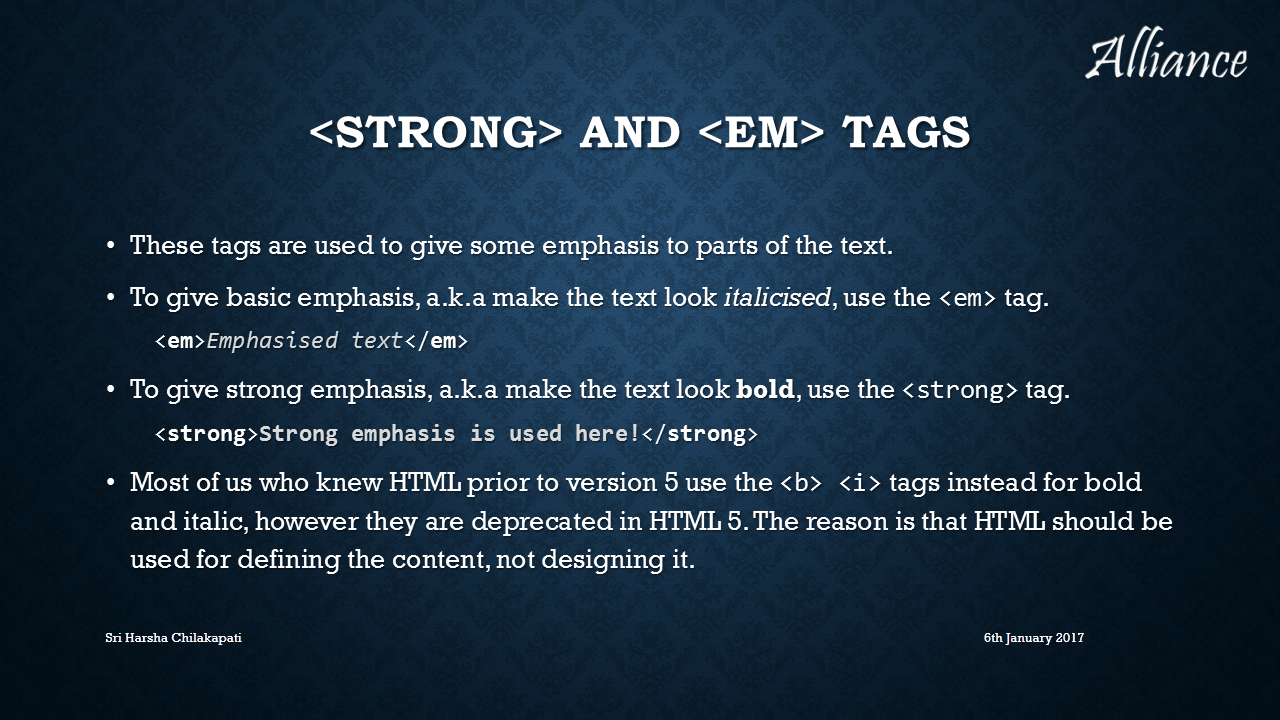 Alliance
<STRONG> AND <EM> TAGS
• These tags are used to give some emphasis to parts of the text.
• To give basic emphasis, a.k.a make the text look italicised, use the <em> tag.
<em>Emphasised text</em>
• To give strong emphasis, a.k.a make the text look bold, use the <strong> tag.
<strong>Strong emphasis is used here!</strong>
• Most of us who knew HTML prior to version 5 use the <b> <i> tags instead for bold
and italic, however they are deprecated in HTML 5. The reason is that HTML should be
used for defining the content, not designing it.
Sri Harsha Chilakapati
6th January 2017